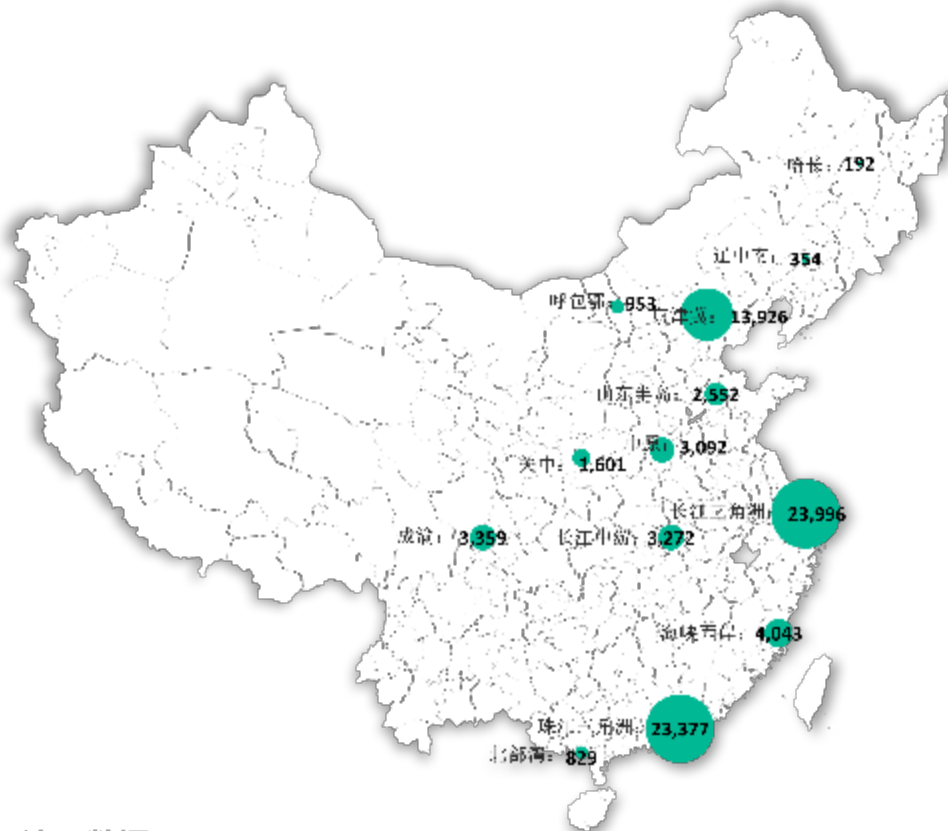 哈长：192
辽中南：354
呼包鄂：953
京津冀：13,926
山东半岛：2,552
中原：3,092
关中：1,601
长江三角洲：23,996
成渝：3,359
长江中游：3,272
海峡西岸：4,043
珠江三角洲：23,377
北部湾：829